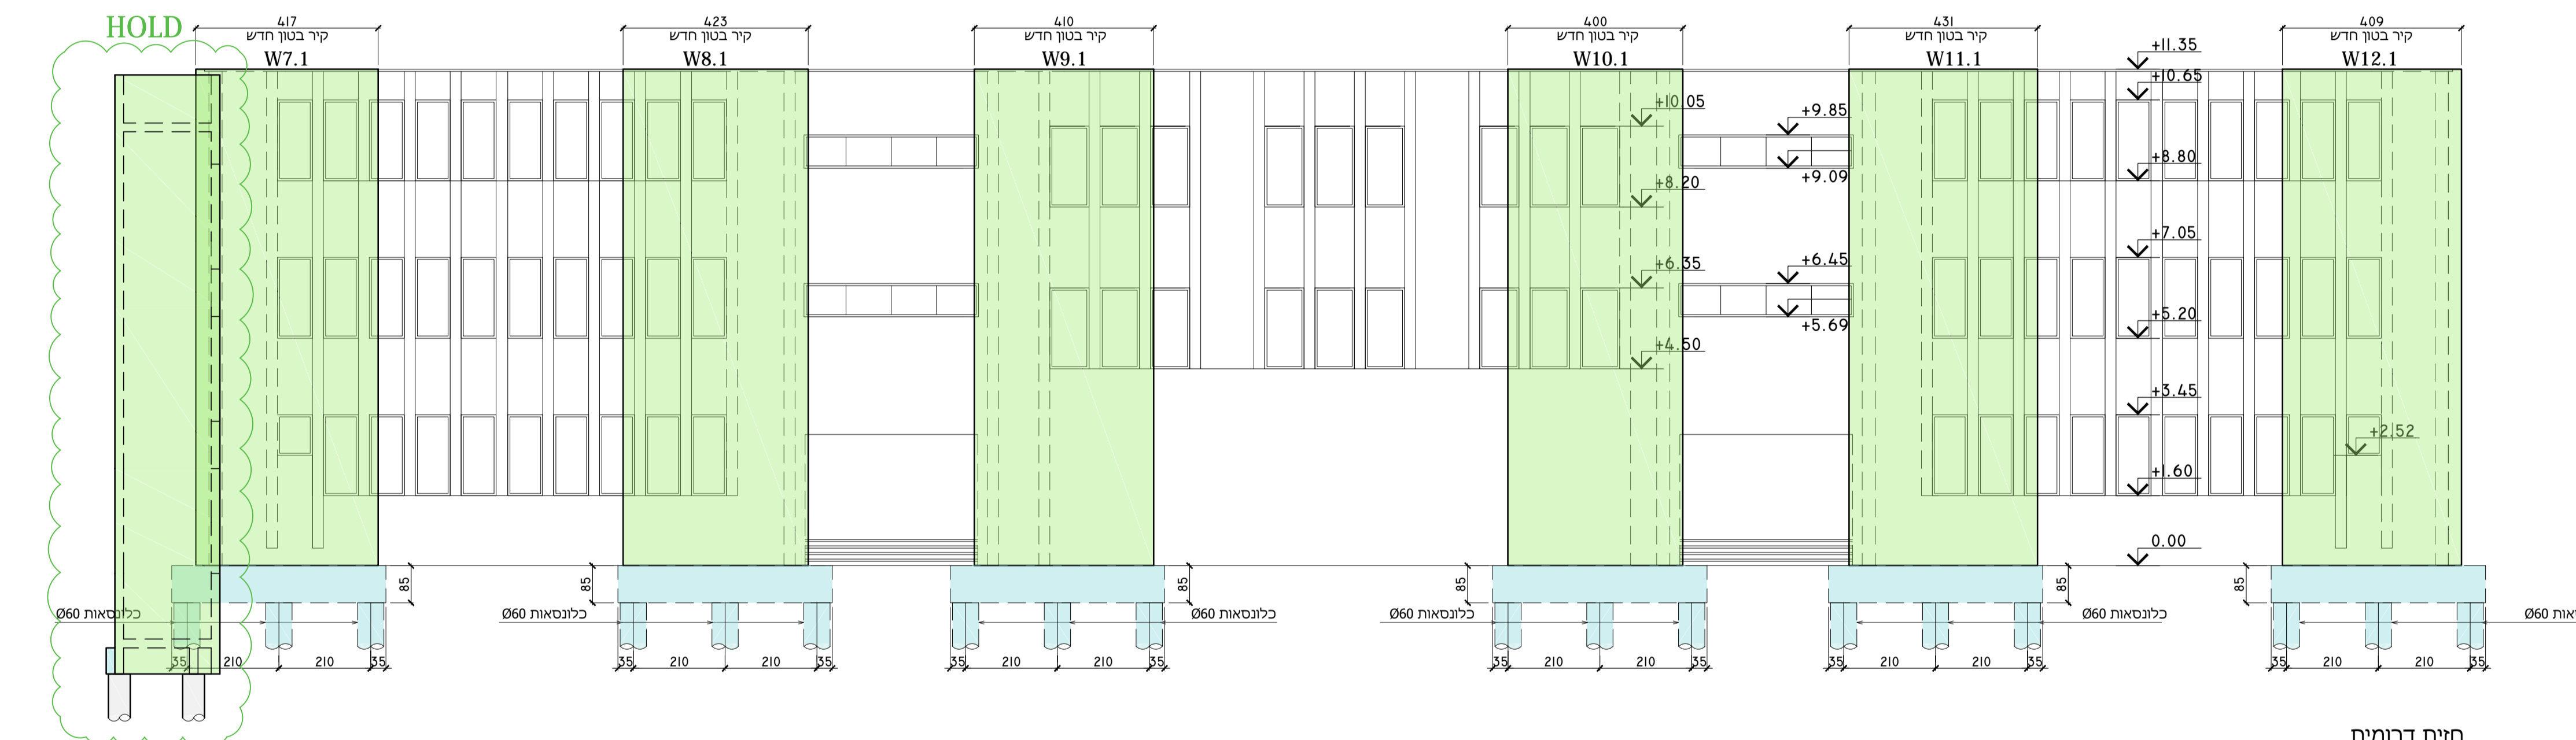 HOLD
417
קיר בטון חדש
W7.1
423
קיר בטון חדש
W8.1
410
קיר בטון חדש
W9.1
400
קיר בטון חדש
W10.1
431
קיר בטון חדש
W11.1
409
קיר בטון חדש
W12.1
+11.35
+10.65
+10.05
+9.85
+8.80
+9.09
+8.20
+7.05
+6.45
+6.35
+5.69
+5.20
+4.50
+3.45
+2.52
+1.60
0.00
85
85
85
85
85
85
כלונסאות Ø60
כלונסאות Ø60
כלונסאות Ø60
כלונסאות Ø60
כלונסאות Ø60
35 210 210 35
35 210 210 35
35 210 210 35
35 210 210 35
35 210 210 35
35 210 210 35
חזית דרומית